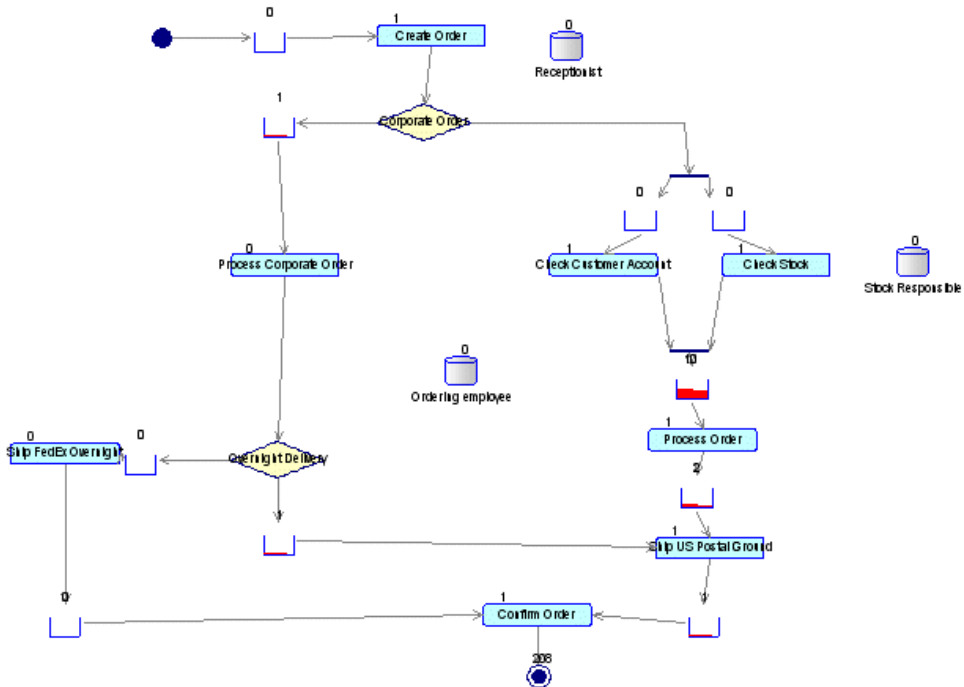 0
1
Create Order
0
Receptionist
1
Corporate Order
0
0
0
Process Corporate Order
1
Check Customer Account
1
Check Stock
0
Stock Responsible
0
Ordering employee
10
1
Process Order
0
Ship FedEx Overnight
0
Overnight Delivery
2
1
1
Ship US Postal Ground
0
1
Confirm Order
208